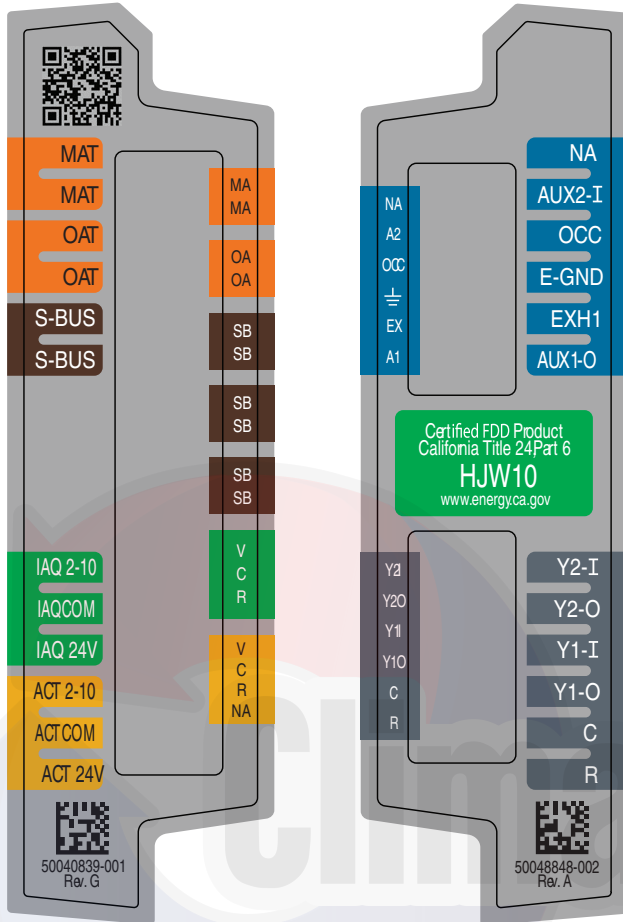 MAT
MAT
OAT
OAT
S-BUS
S-BUS
IAQ 2-10
IAQCOM
IAQ 24V
ACT 2-10
ACTCOM
ACT 24V
50040839-001
Rev. G
MA
MA
OA
OA
SB
SB
SB
SB
SB
SB
V
C
R
V
C
R
NA
NA
A2
OCC
EX
A1
Certified FDD Product
California Title 24,Part 6
HJW10
www.energy.ca.gov
Y2I
Y2O
Y1I
Y1O
C
R
NA
AUX2-I
OCC
E-GND
EXH1
AUX1-O
Y2-I
Y2-O
Y1-I
Y1-O
C
R
50048848-002
Rev. A
Clima